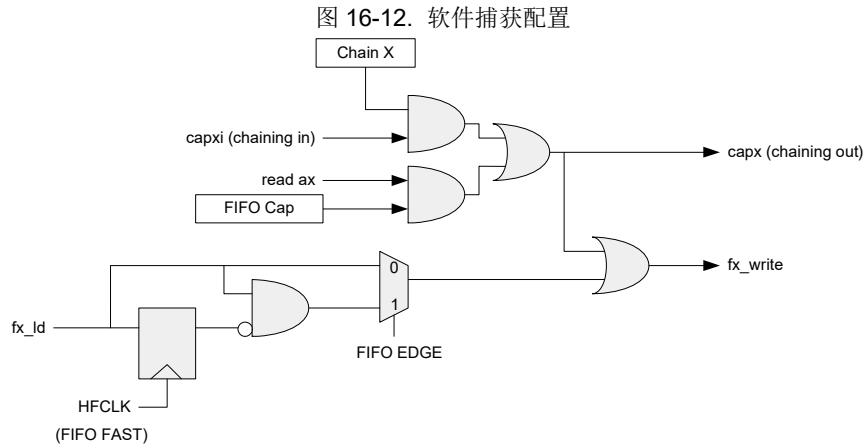 图 16-12. 软件捕获配置
Chain X
capxi (chaining in)
capx (chaining out)
read ax
FIFO Cap
fx_write
0
1
fx_ld
FIFO EDGE
HFCLK
(FIFO FAST)